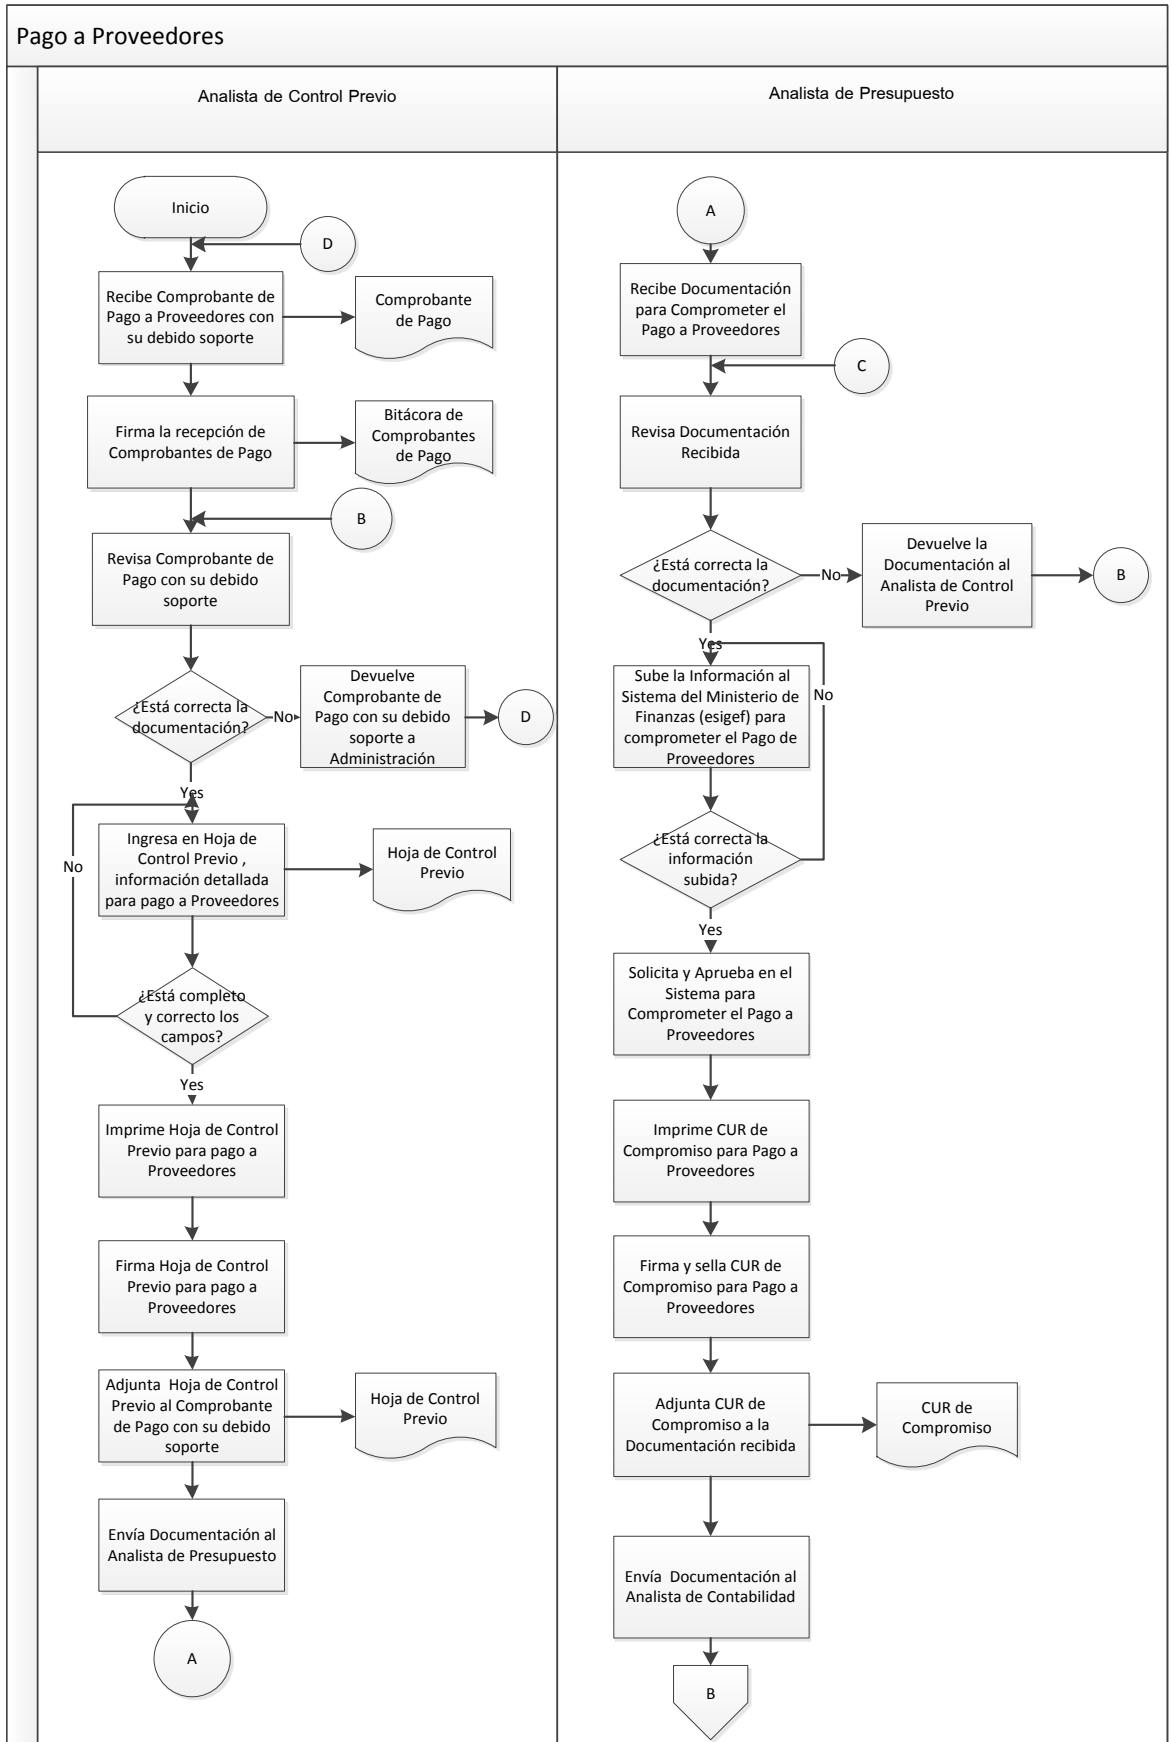 Pago a Proveedores
Analista de Control Previo
Inicio
D
Recibe Comprobante de
Pago a Proveedores con
su debido soporte
Comprobante
de Pago
Firma la recepción de
Comprobantes de Pago
Bitácora de
Comprobantes
de Pago
B
Revisa Comprobante de
Pago con su debido
soporte
¿Está correcta la
documentación?
No
Devuelve
Comprobante de
Pago con su debido
soporte a
Administración
D
Yes
Ingresa en Hoja de
Control Previo ,
información detallada
para pago a Proveedores
No
Hoja de Control
Previo
¿Está completo
y correcto los
campos?
Yes
Imprime Hoja de Control
Previo para pago a
Proveedores
Firma Hoja de Control
Previo para pago a
Proveedores
Adjunta Hoja de Control
Previo al Comprobante
de Pago con su debido
soporte
Hoja de Control
Previo
Envía Documentación al
Analista de Presupuesto
A
Analista de Presupuesto
A
Recibe Documentación
para Comprometer el
Pago a Proveedores
C
Revisa Documentación
Recibida
¿Está correcta la
documentación?
No
Devuelve la
Documentación al
Analista de Control
Previo
B
Yes
Sube la Información al
Sistema del Ministerio de
Finanzas (esigef) para
comprometer el Pago de
Proveedores
No
¿Está correcta la
información
subida?
Yes
Solicita y Aprueba en el
Sistema para
Comprometer el Pago a
Proveedores
Imprime CUR de
Compromiso para Pago a
Proveedores
Firma y sella CUR de
Compromiso para Pago a
Proveedores
Adjunta CUR de
Compromiso a la
Documentación recibida
CUR de
Compromiso
Envía Documentación al
Analista de Contabilidad
B